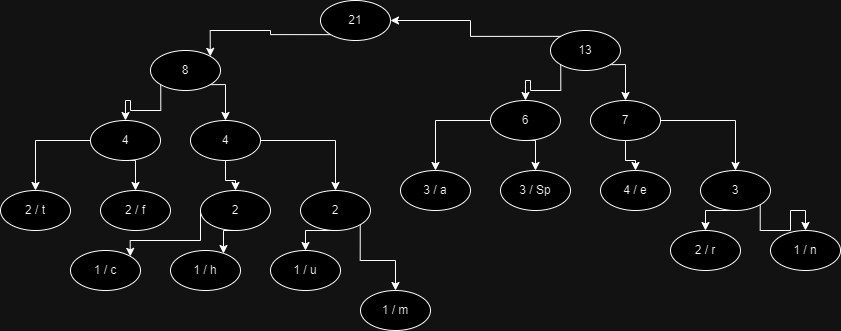 21
13
8
6
7
4
4
3 / a
3 / Sp
4 / e
3
2 / t
2 / f
2
2
2 / r
1 / n
1 / c
1 / h
1 / u
1 / m